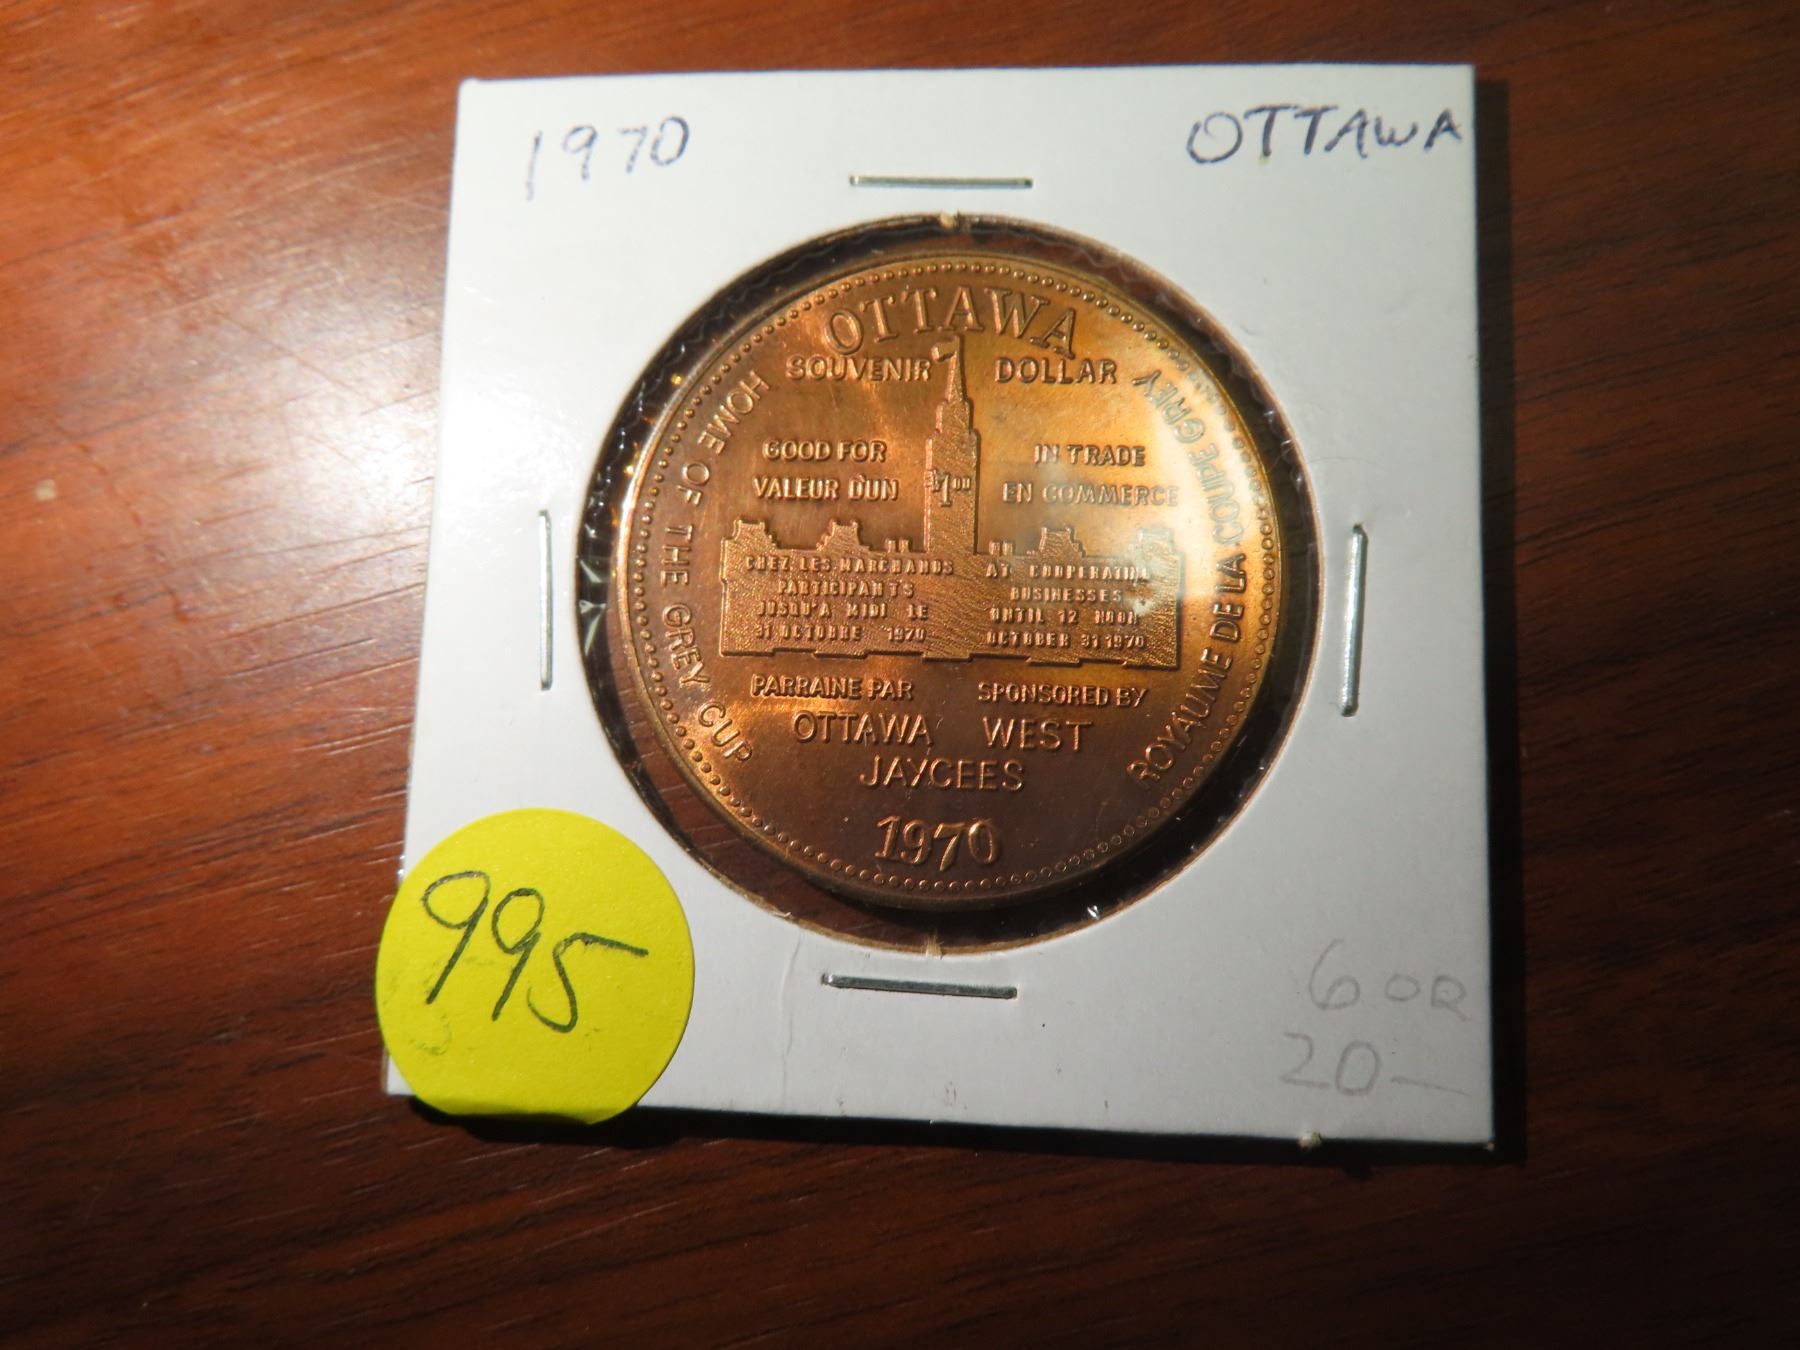 1970 OTTAWA
OTTAWA
SOUVENIR DOLLAR
HOME OF THE GREY CUP
ROYAUME DE LA COUPE GREY
GOOD FOR IN TRADE
VALEUR D'UN $1.00 EN COMMERCE
CHEZ LES MARCHANDS AT COOPERATING
PARTICIPANTS BUSINESSES
JUSQU'A MIDI LE UNTIL 12 NOON
31 OCTOBRE 1970 OCTOBER 31 1970
PARRAINE PAR SPONSORED BY
OTTAWA WEST
JAYCEES
1970
995
6 OR
20—